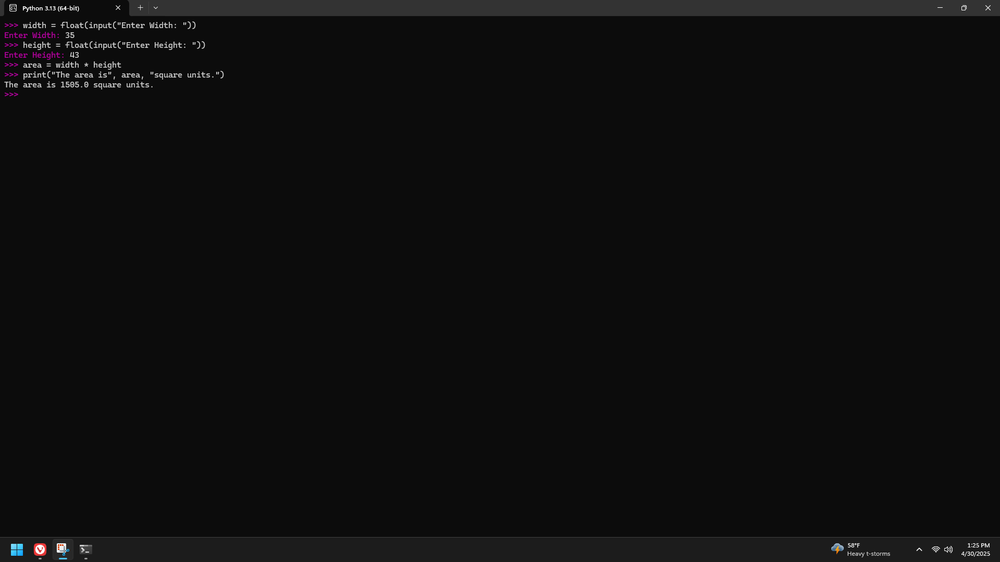 Python 3.13 (64-bit)
>>> width = float(input("Enter Width: "))
Enter Width: 35
>>> height = float(input("Enter Height: "))
Enter Height: 43
>>> area = width * height
>>> print("The area is", area, "square units.")
The area is 1505.0 square units.
>>>
58°F
Heavy t-storms
1:25 PM
4/30/2025